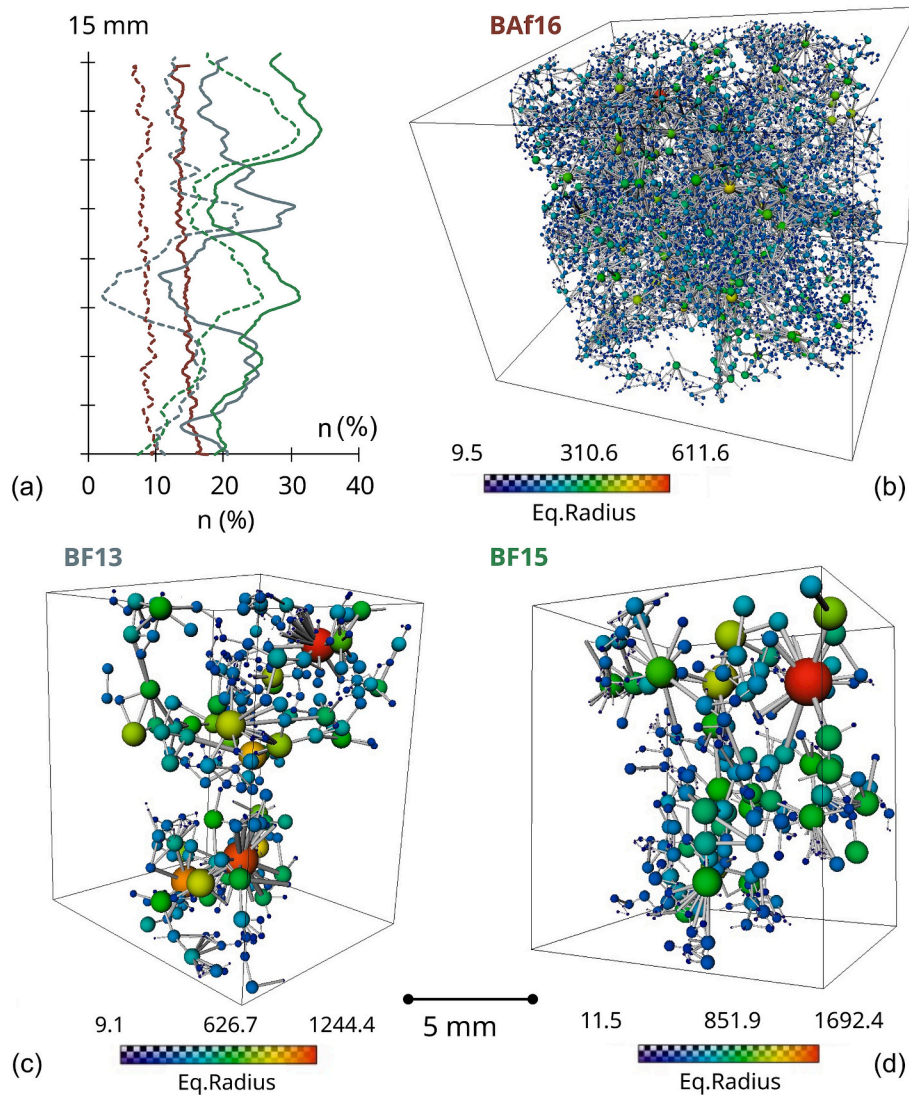 15 mm
BAf16
n (%)
0 10 20 30 40
n (%)
(a)
9.5 310.6 611.6
Eq.Radius
(b)
BF13
9.1 626.7 1244.4
Eq.Radius
(c)
5 mm
BF15
11.5 851.9 1692.4
Eq.Radius
(d)